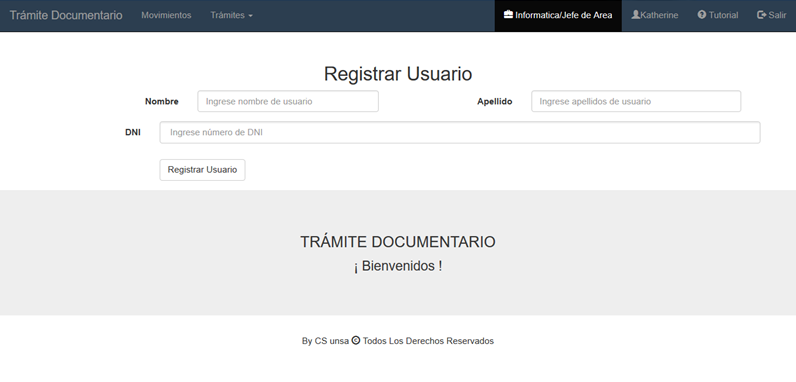 Trámite Documentario Movimientos Trámites Informatica/Jefe de Area Katherine Tutorial Salir
Registrar Usuario
Nombre Ingrese nombre de usuario Apellido Ingrese apellidos de usuario
DNI Ingrese número de DNI
Registrar Usuario
TRÁMITE DOCUMENTARIO
¡ Bienvenidos !
By CS unsa © Todos Los Derechos Reservados